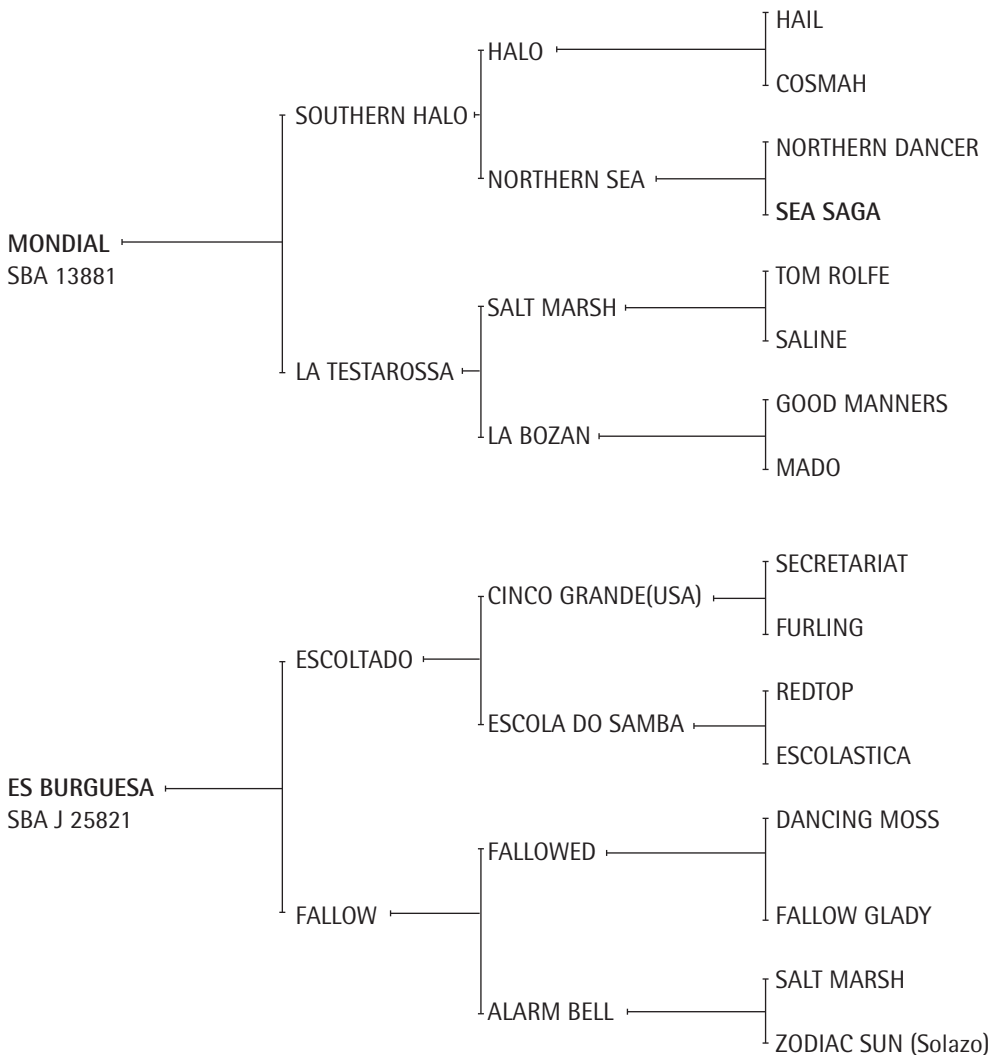 HAIL
HALO
COSMAH
SOUTHERN HALO
NORTHERN DANCER
NORTHERN SEA
SEA SAGA
MONDIAL
SBA 13881
TOM ROLFE
SALT MARSH
SALINE
LA TESTAROSSA
GOOD MANNERS
LA BOZAN
MADO
SECRETARIAT
CINCO GRANDE(USA)
FURLING
ESCOLTADO
REDTOP
ESCOLA DO SAMBA
ESCOLASTICA
ES BURGUESA
SBA J 25821
DANCING MOSS
FALLOWED
FALLOW GLADY
FALLOW
SALT MARSH
ALARM BELL
ZODIAC SUN (Solazo)